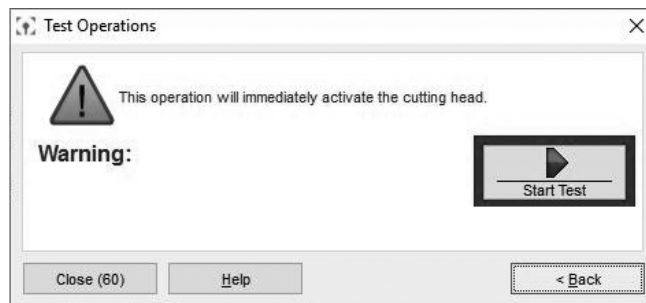 Test Operations
This operation will immediately activate the cutting head.
Warning:
Start Test
Close (60)
Help
< Back